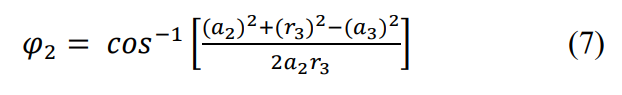 φ₂ = cos⁻¹ [((a₂)²+(r₃)²−(a₃)²)/(2a₂r₃)] (7)